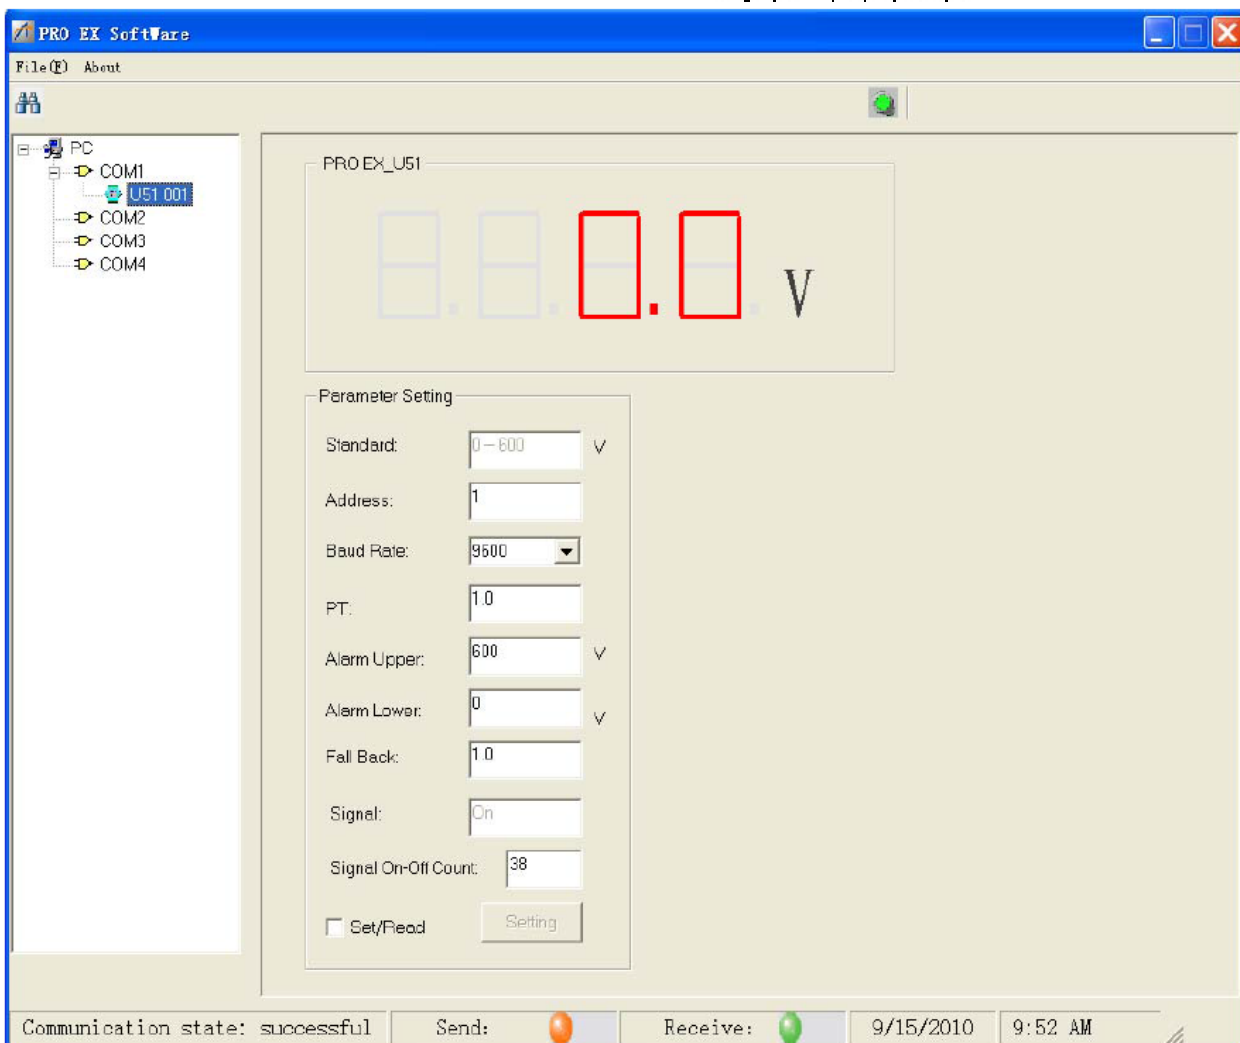 PRO EX SoftWare
File(F) About
PC
COM1
U51 001
COM2
COM3
COM4
PRO EX_U51
0.0 V
Parameter Setting
Standard: 0-600 V
Address: 1
Baud Rate: 9600
PT: 1.0
Alarm Upper: 600 V
Alarm Lower: 0 V
Fall Back: 1.0
Signal: On
Signal On-Off Count: 38
Set/Read Setting
Communication state: successful Send: Receive: 9/15/2010 9:52 AM